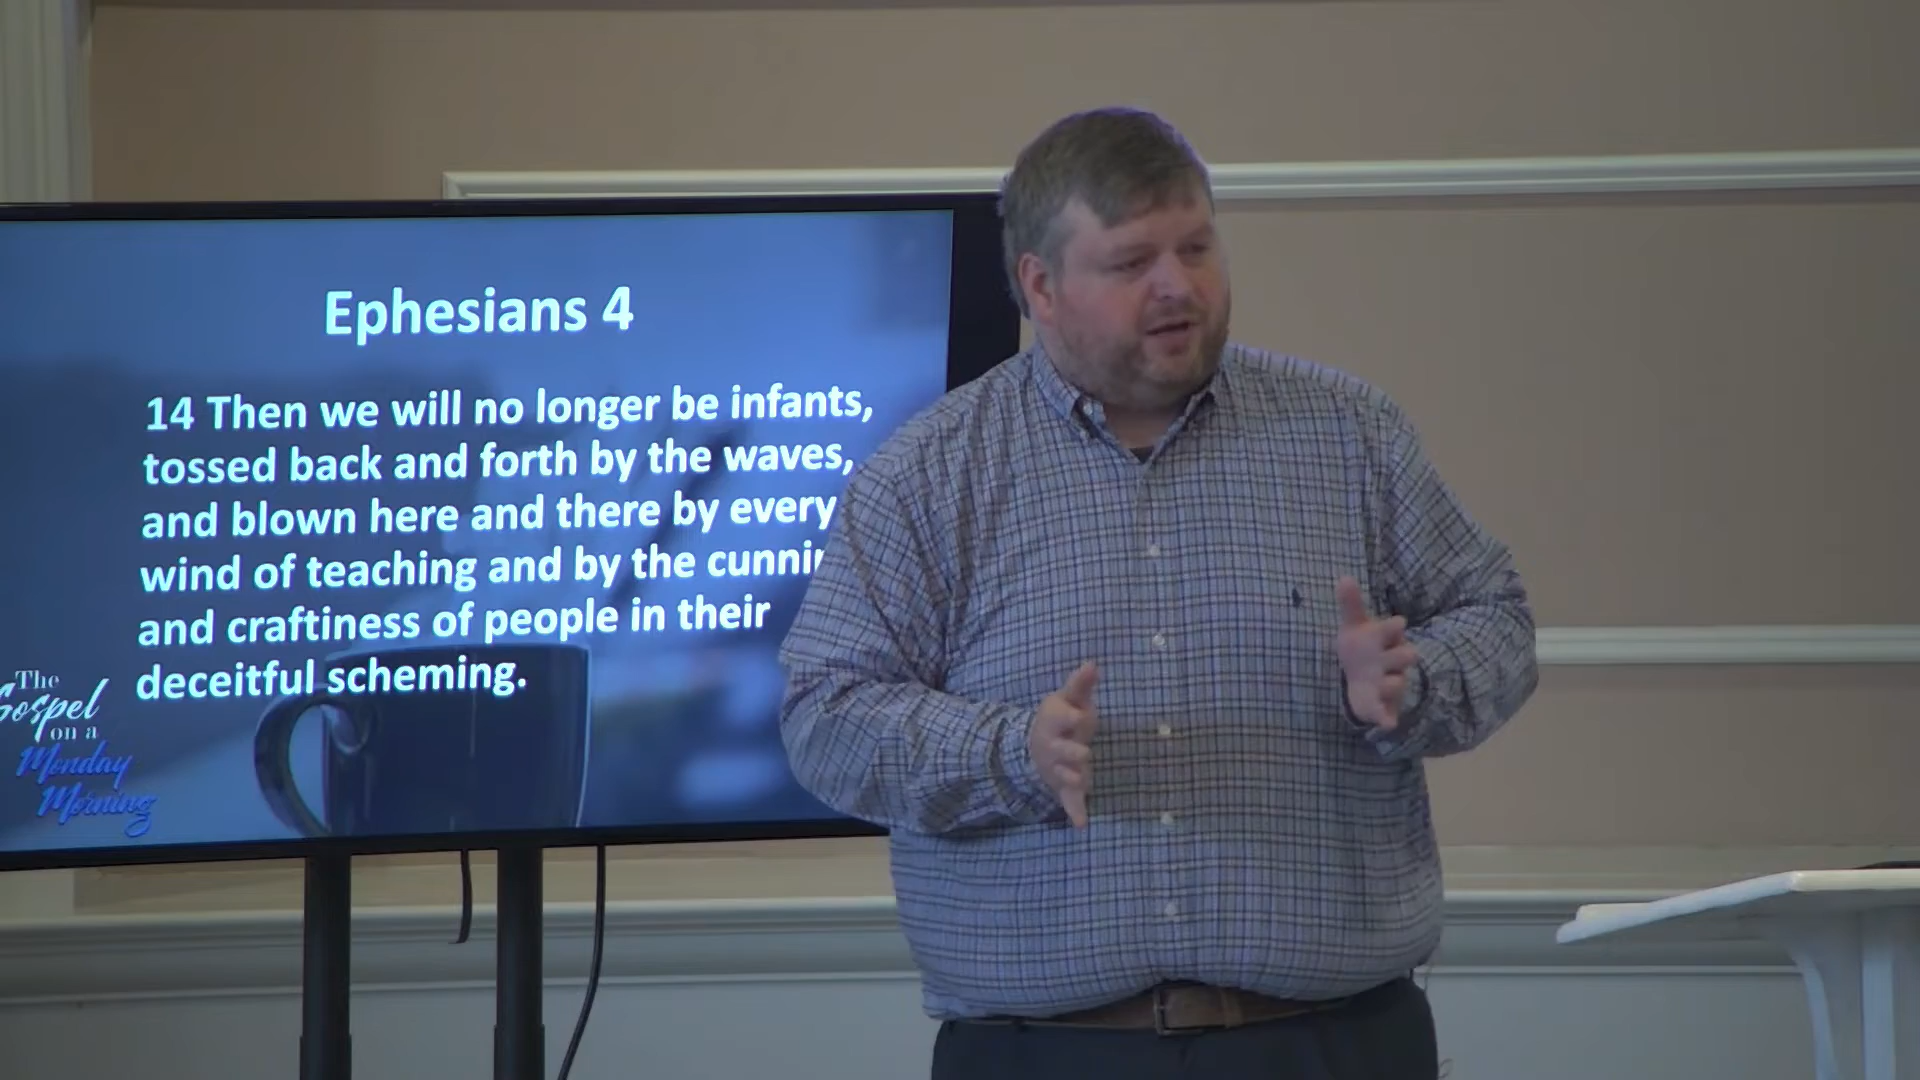 Ephesians 4
14 Then we will no longer be infants,
tossed back and forth by the waves,
and blown here and there by every
wind of teaching and by the
and craftiness of people in their
deceitful scheming.
The
Gospel
on a
Monday
Morning